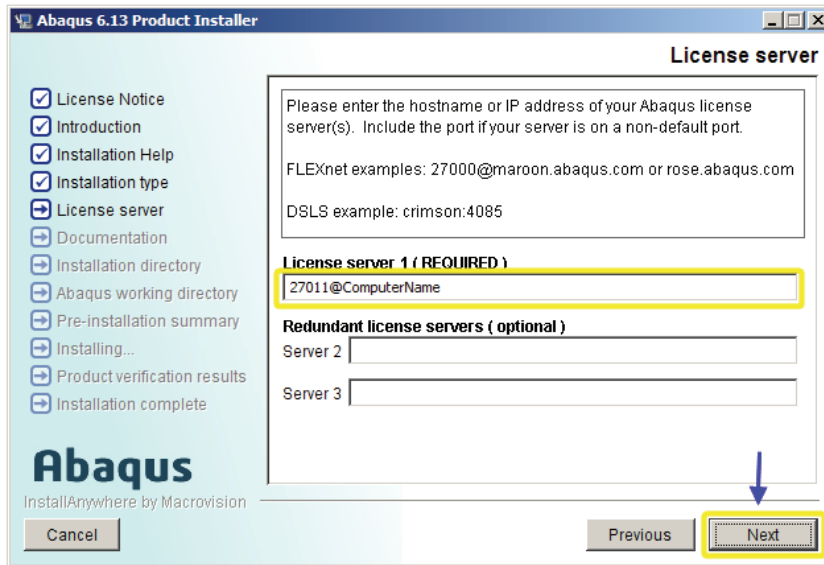 Abaqus 6.13 Product Installer
License server
License Notice
Introduction
Installation Help
Installation type
License server
Documentation
Installation directory
Abaqus working directory
Pre-installation summary
Installing...
Product verification results
Installation complete
Please enter the hostname or IP address of your Abaqus license
server(s). Include the port if your server is on a non-default port.
FLEXnet examples: 27000@maroon.abaqus.com or rose.abaqus.com
DSLS example: crimson:4085
License server 1 ( REQUIRED )
27011@ComputerName
Redundant license servers ( optional )
Server 2
Server 3
Abaqus
InstallAnywhere by Macrovision
Cancel
Previous
Next